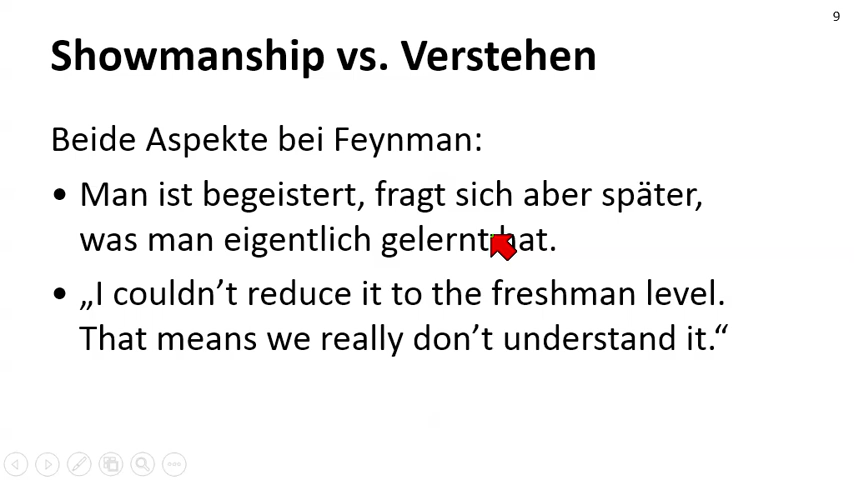 9
Showmanship vs. Verstehen
Beide Aspekte bei Feynman:
• Man ist begeistert, fragt sich aber später,
was man eigentlich gelernt hat.
• „I couldn’t reduce it to the freshman level.
That means we really don’t understand it.“